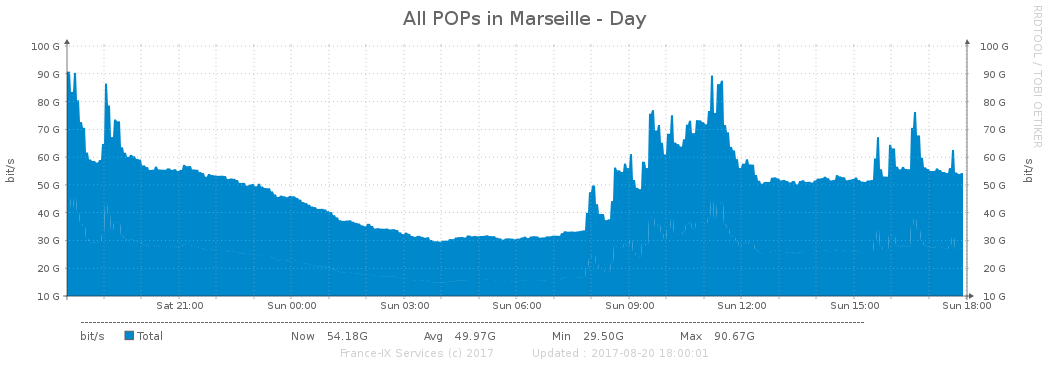 All POPs in Marseille - Day
RRDTOOL / TOBI OETIKER
100 G 100 G
90 G 90 G
80 G 80 G
70 G 70 G
60 G 60 G
50 G 50 G
40 G 40 G
30 G 30 G
20 G 20 G
10 G 10 G
bit/s bit/s
Sat 21:00 Sun 00:00 Sun 03:00 Sun 06:00 Sun 09:00 Sun 12:00 Sun 15:00 Sun 18:00
bit/s Total Now 54.18G Avg 49.97G Min 29.50G Max 90.67G
France-IX Services (c) 2017 Updated : 2017-08-20 18:00:01